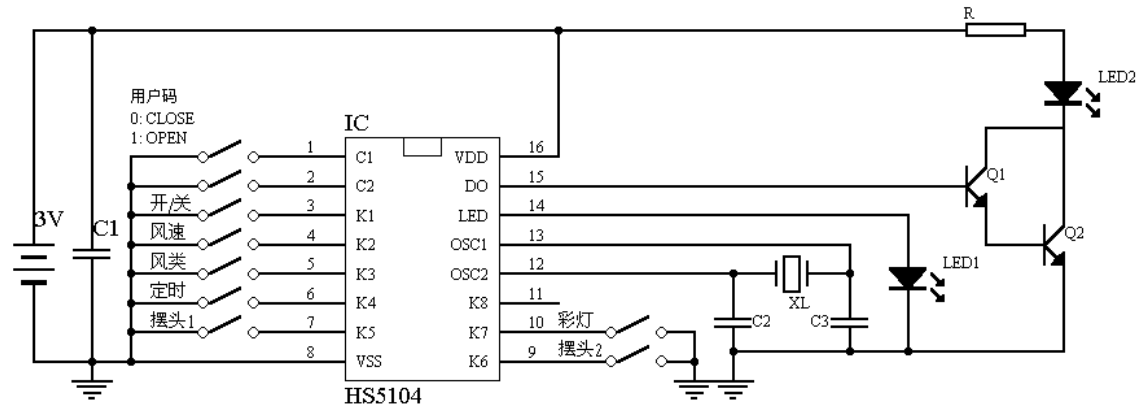 R
LED2
用户码
0: CLOSE
1: OPEN
IC
1 C1 VDD 16
2 C2 DO 15 Q1
开/关 3 K1 LED 14
3V C1 风速 4 K2 OSC1 13 Q2
风类 5 K3 OSC2 12 LED1
定时 6 K4 K8 11 XL
摆头1 7 K5 K7 10 彩灯 C2 C3
8 VSS K6 9 摆头2
HS5104